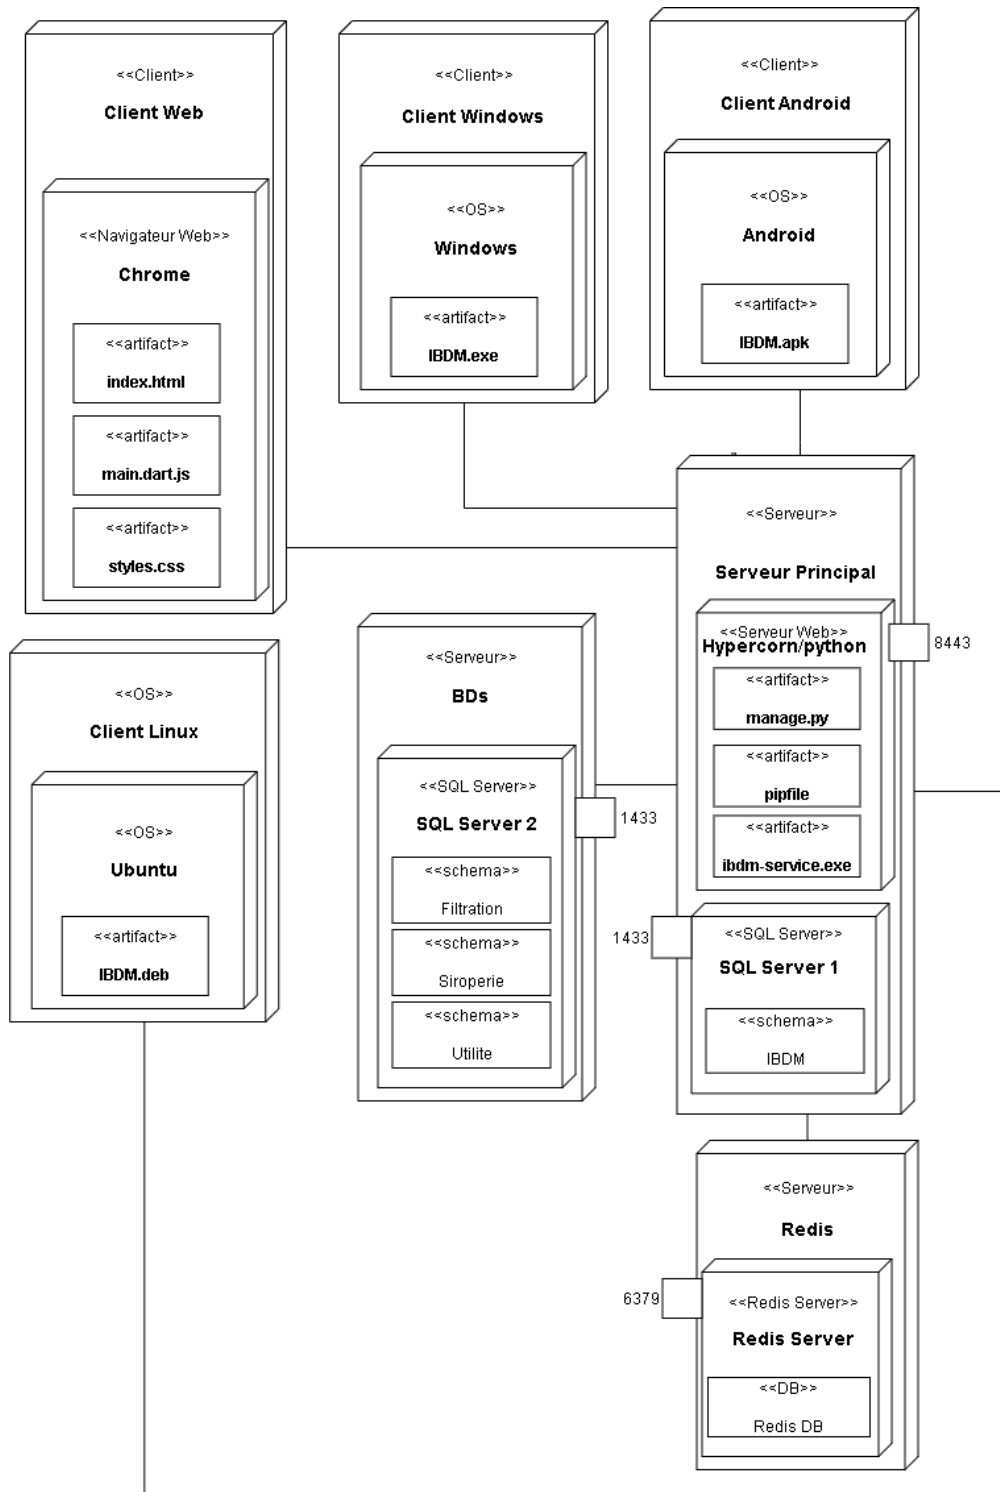 <<Client>>
Client Web
<<Navigateur Web>>
Chrome
<<artifact>>
index.html
<<artifact>>
main.dart.js
<<artifact>>
styles.css
<<Client>>
Client Windows
<<OS>>
Windows
<<artifact>>
IBDM.exe
<<Client>>
Client Android
<<OS>>
Android
<<artifact>>
IBDM.apk
<<OS>>
Client Linux
<<OS>>
Ubuntu
<<artifact>>
IBDM.deb
<<Serveur>>
BDs
<<SQL Server>>
SQL Server 2
1433
<<schema>>
Filtration
<<schema>>
Siroperie
<<schema>>
Utilite
<<Serveur>>
Serveur Principal
<<Serveur Web>>
Hypercorn/python
8443
<<artifact>>
manage.py
<<artifact>>
pipfile
<<artifact>>
ibdm-service.exe
1433
<<SQL Server>>
SQL Server 1
<<schema>>
IBDM
<<Serveur>>
Redis
6379
<<Redis Server>>
Redis Server
<<DB>>
Redis DB